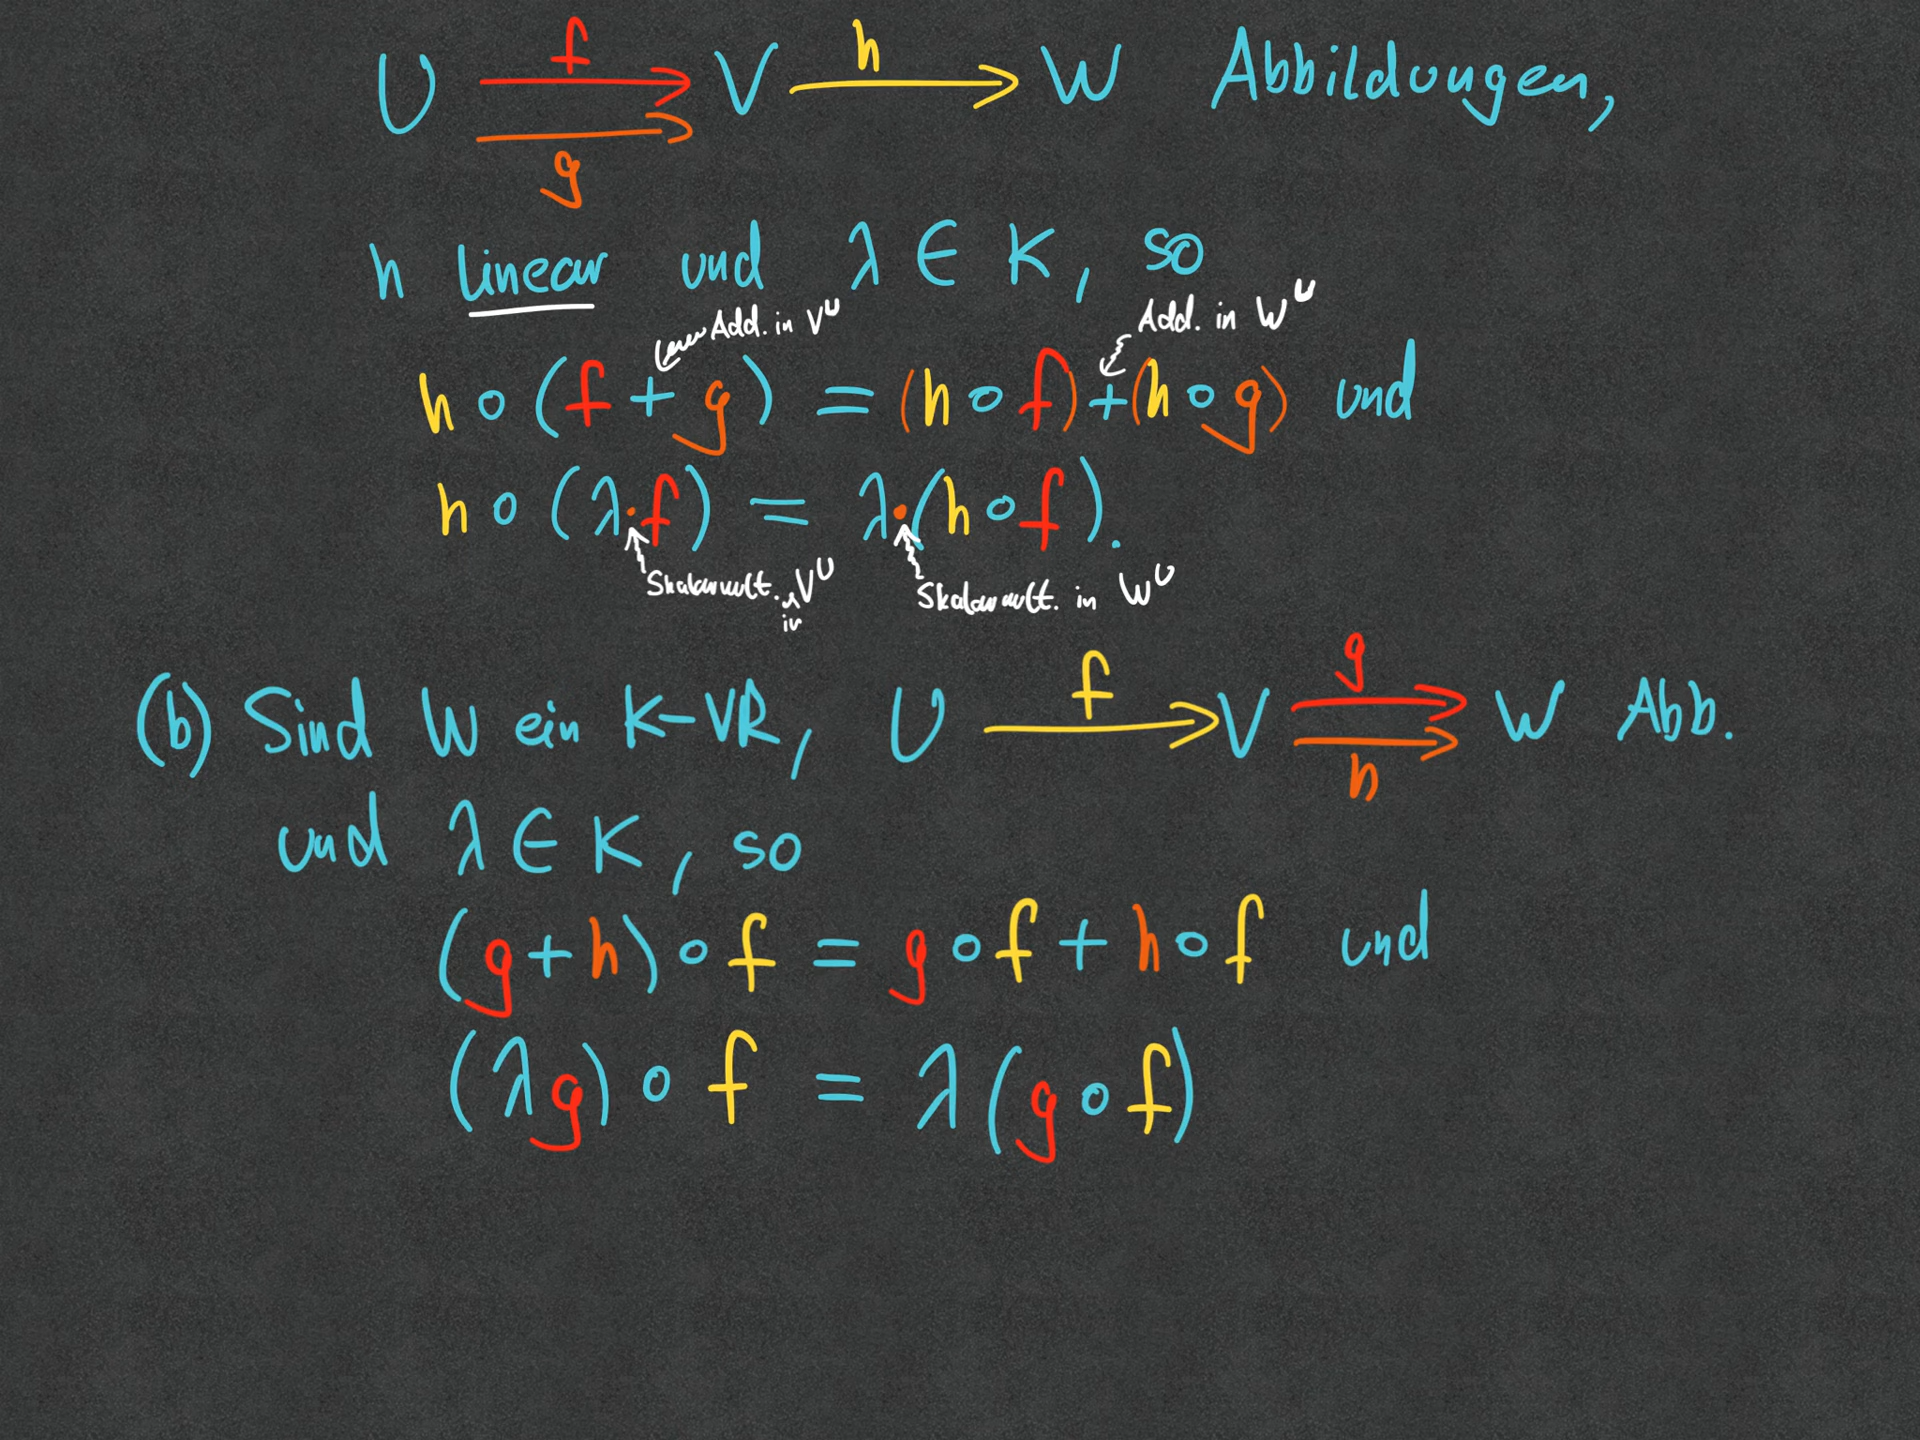 f h
U V W Abbildungen,
g
h linear und λ ∈ K, so
Add. in V^U Add. in W^U
h ∘ (f + g) = (h ∘ f) + (h ∘ g) und
h ∘ (λ · f) = λ · (h ∘ f).
Skalarmult. in V^U Skalarmult. in W^U
f g
(b) Sind W ein K-VR, U V W Abb.
h
und λ ∈ K, so
(g + h) ∘ f = g ∘ f + h ∘ f und
(λg) ∘ f = λ(g ∘ f)